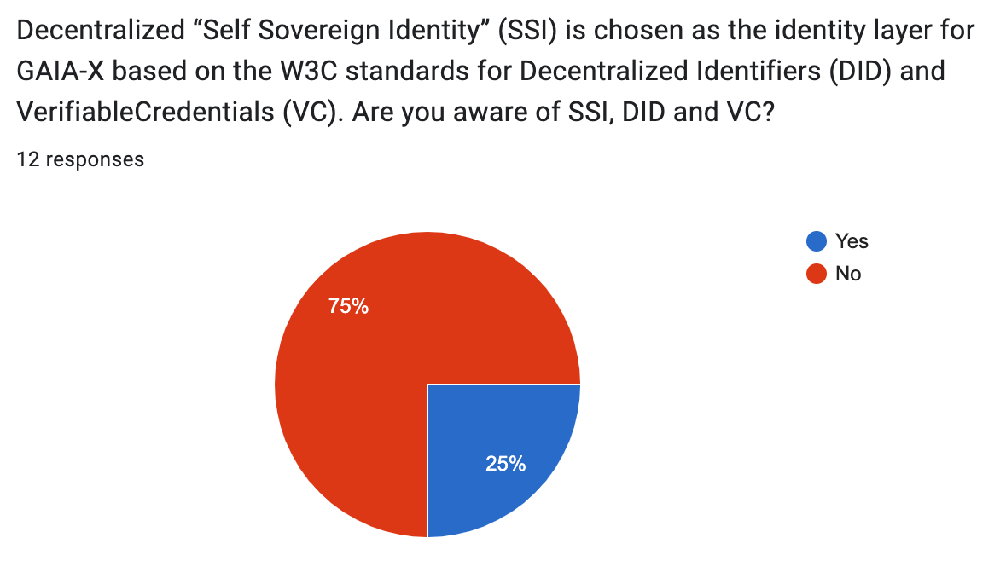 Decentralized “Self Sovereign Identity” (SSI) is chosen as the identity layer for
GAIA-X based on the W3C standards for Decentralized Identifiers (DID) and
VerifiableCredentials (VC). Are you aware of SSI, DID and VC?
12 responses
Yes
No
75%
25%